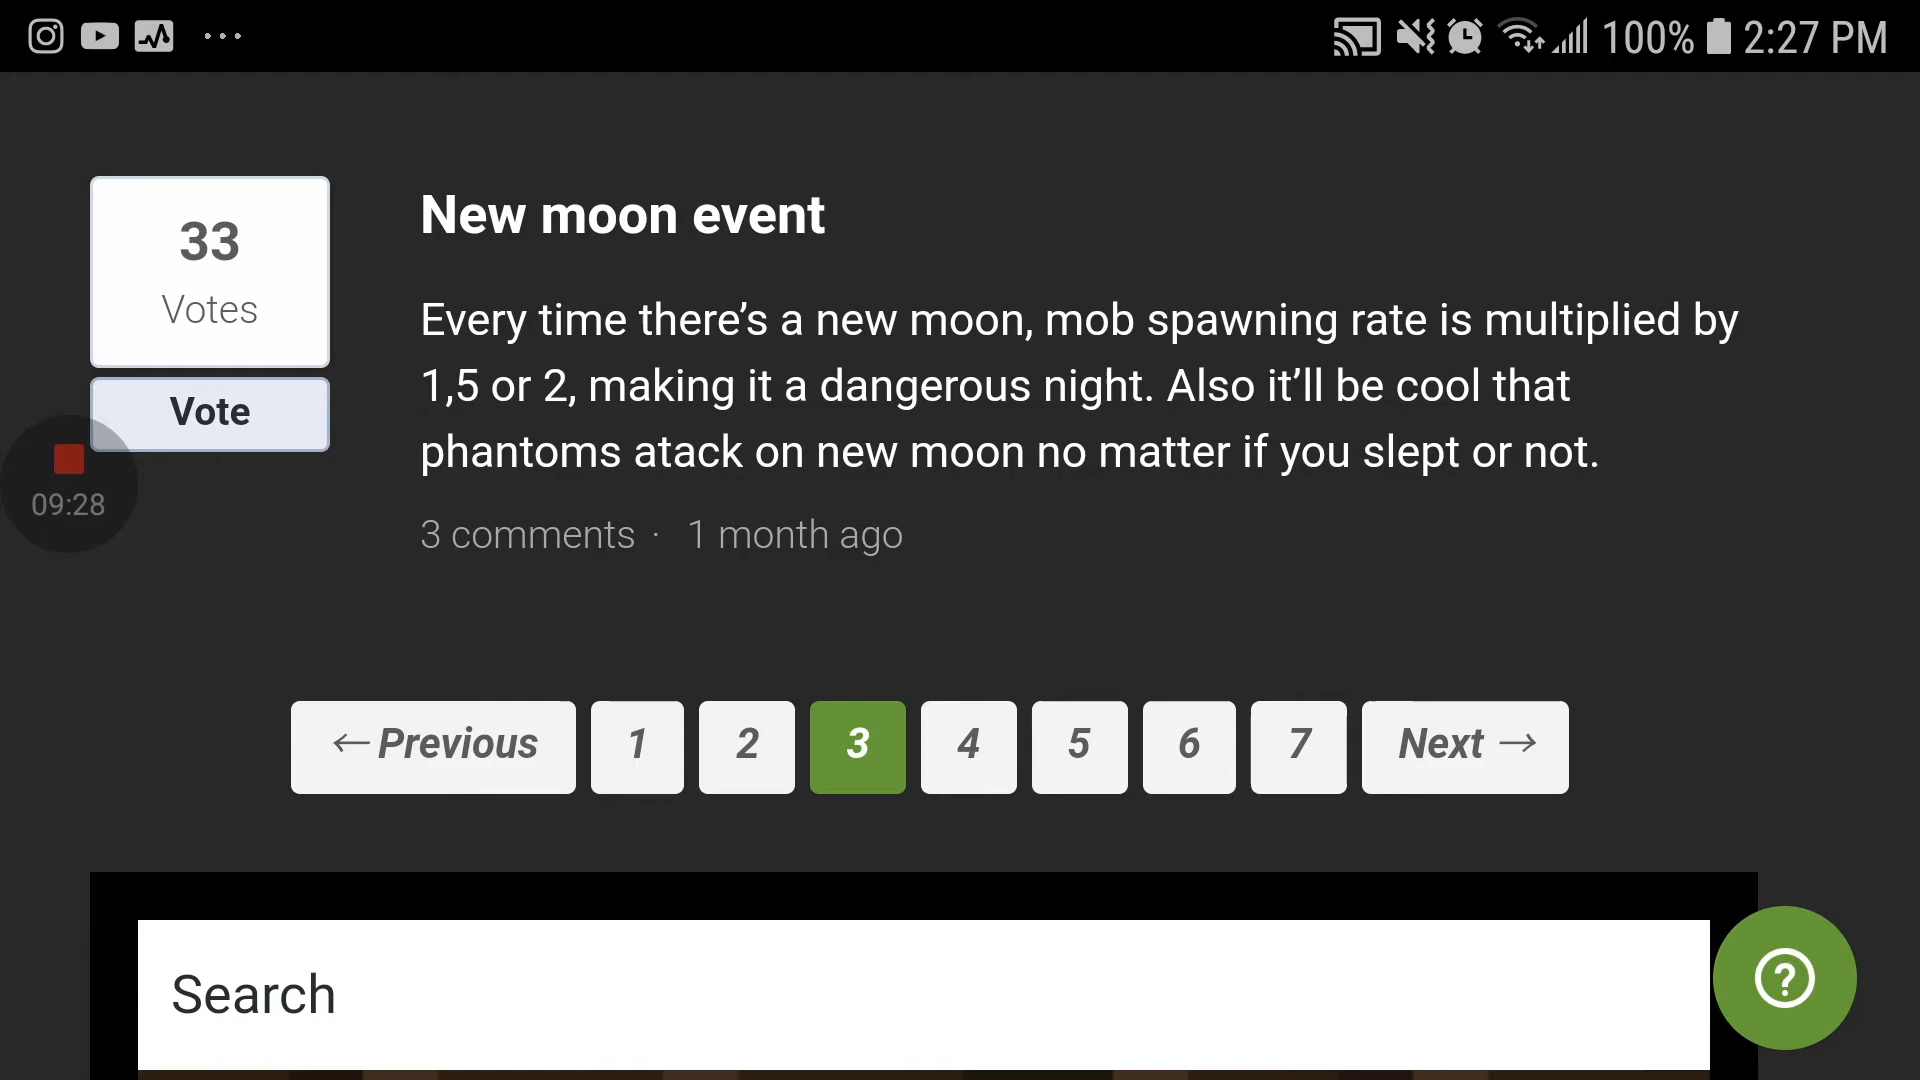 100% 2:27 PM
33
Votes
Vote
09:28
New moon event
Every time there’s a new moon, mob spawning rate is multiplied by
1,5 or 2, making it a dangerous night. Also it’ll be cool that
phantoms atack on new moon no matter if you slept or not.
3 comments · 1 month ago
← Previous 1 2 3 4 5 6 7 Next →
Search
?